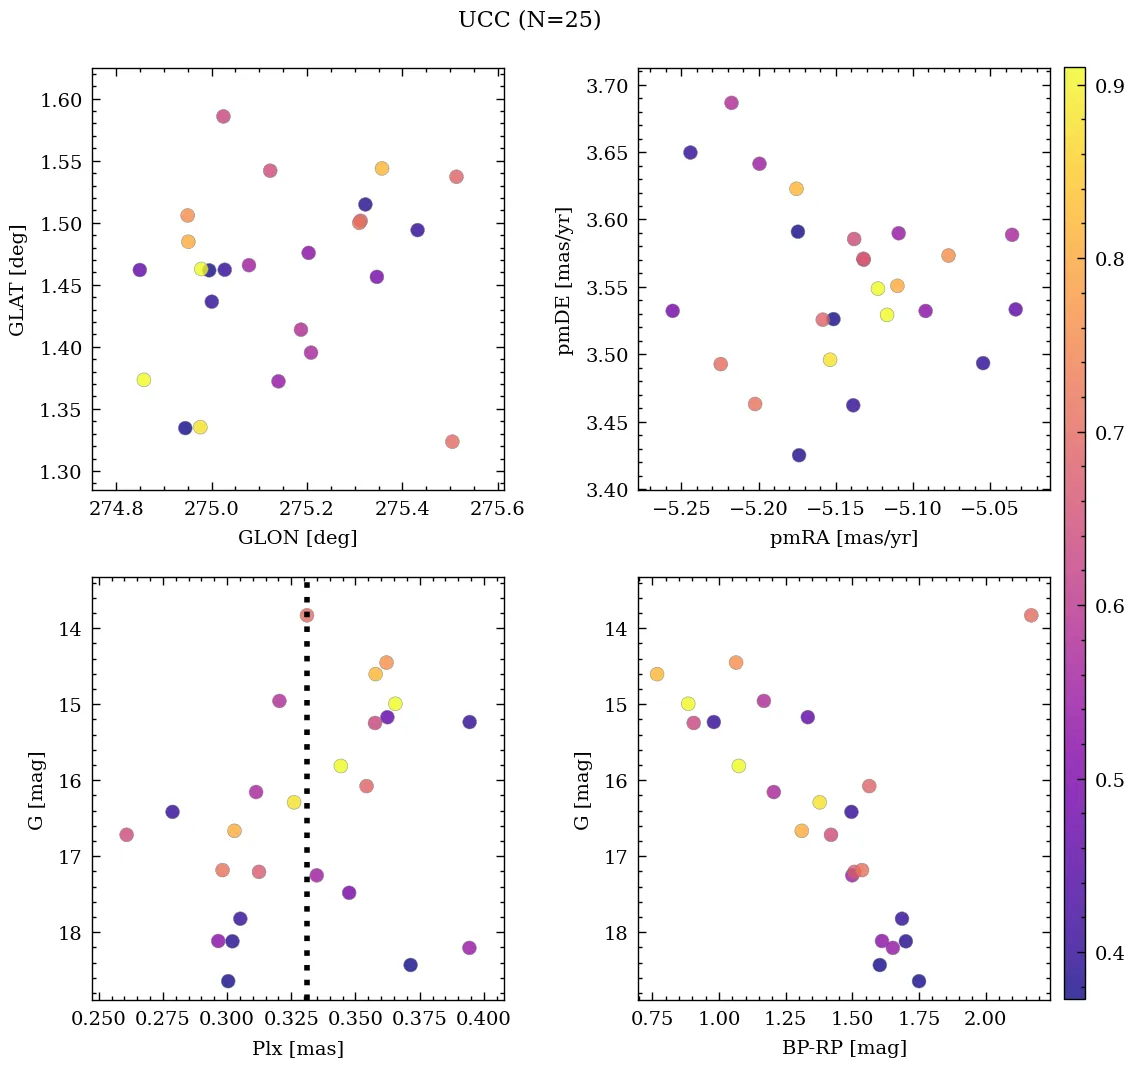 UCC (N=25)
1.60
1.55
1.50
1.45
1.40
1.35
1.30
GLAT [deg]
274.8 275.0 275.2 275.4 275.6
GLON [deg]
3.70
3.65
3.60
3.55
3.50
3.45
3.40
pmDE [mas/yr]
−5.25 −5.20 −5.15 −5.10 −5.05
pmRA [mas/yr]
14
15
16
17
18
G [mag]
0.250 0.275 0.300 0.325 0.350 0.375 0.400
Plx [mas]
14
15
16
17
18
G [mag]
0.75 1.00 1.25 1.50 1.75 2.00
BP-RP [mag]
0.9
0.8
0.7
0.6
0.5
0.4